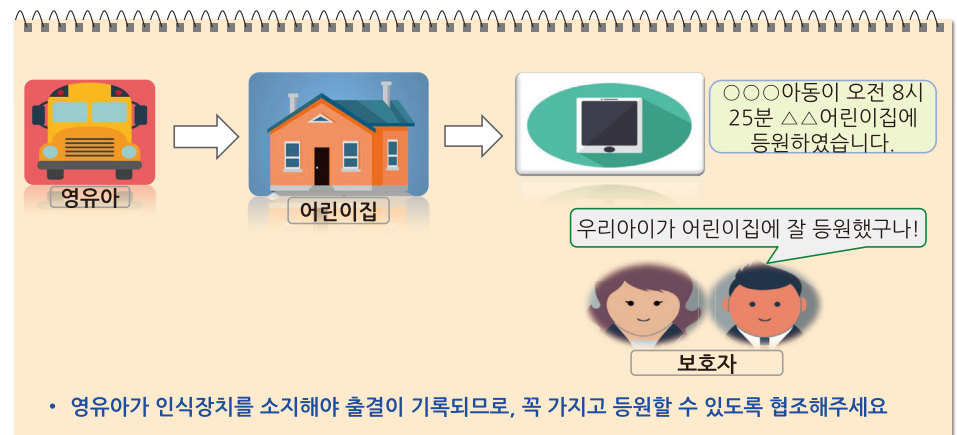 ○○○아동이 오전 8시
25분 △△어린이집에
등원하였습니다.
영유아
어린이집
우리아이가 어린이집에 잘 등원했구나!
보호자
• 영유아가 인식장치를 소지해야 출결이 기록되므로, 꼭 가지고 등원할 수 있도록 협조해주세요